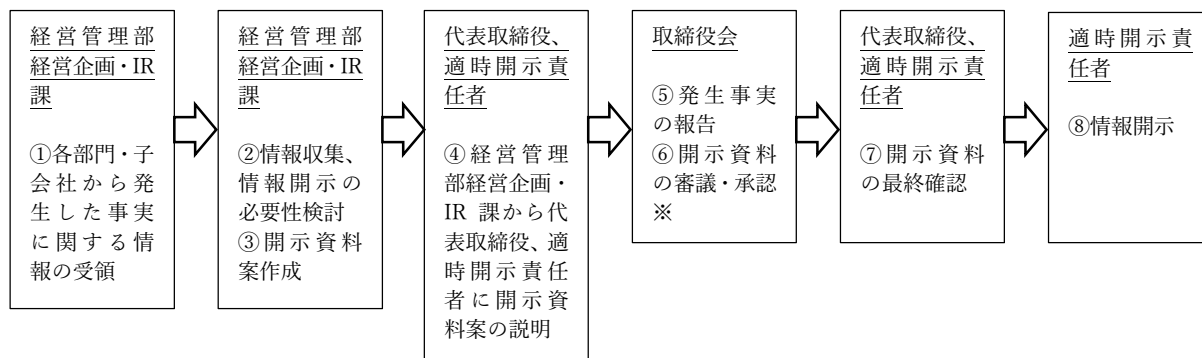 経営管理部
経営企画・IR
課
①各部門・子
会社から発
生した事実
に関する情
報の受領
経営管理部
経営企画・IR
課
②情報収集、
情報開示の
必要性検討
③開示資料
案作成
代表取締役、
適時開示責
任者
④経営管理
部経営企画・
IR 課から代
表取締役、適
時開示責任
者に開示資
料案の説明
取締役会
⑤発生事実
の報告
⑥開示資料
の審議・承認
※
代表取締役、
適時開示責
任者
⑦開示資料
の最終確認
適時開示責
任者
⑧情報開示